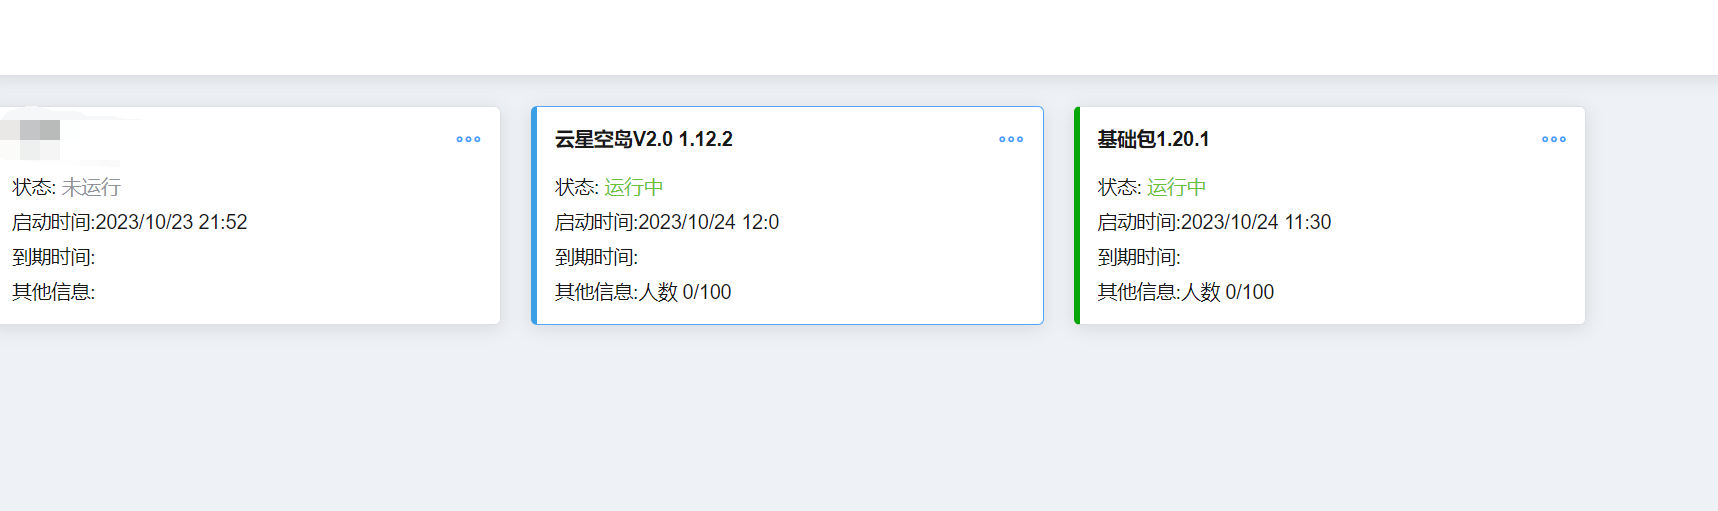 状态: 未运行
启动时间:2023/10/23 21:52
到期时间:
其他信息:
云星空岛V2.0 1.12.2
状态: 运行中
启动时间:2023/10/24 12:0
到期时间:
其他信息:人数 0/100
基础包1.20.1
状态: 运行中
启动时间:2023/10/24 11:30
到期时间:
其他信息:人数 0/100